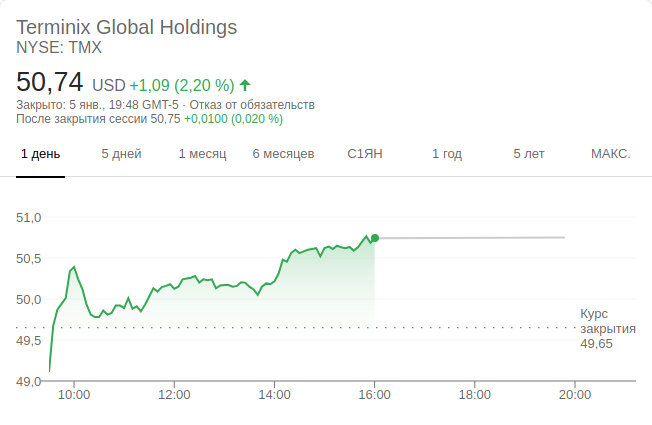 Terminix Global Holdings
NYSE: TMX
50,74 USD +1,09 (2,20 %)
Закрыто: 5 янв., 19:48 GMT-5 · Отказ от обязательств
После закрытия сессии 50,75 +0,0100 (0,020 %)
1 день 5 дней 1 месяц 6 месяцев С1ЯН 1 год 5 лет МАКС.
51,0
50,5
50,0
Курс
закрытия
49,5
49,65
49,0
10:00 12:00 14:00 16:00 18:00 20:00